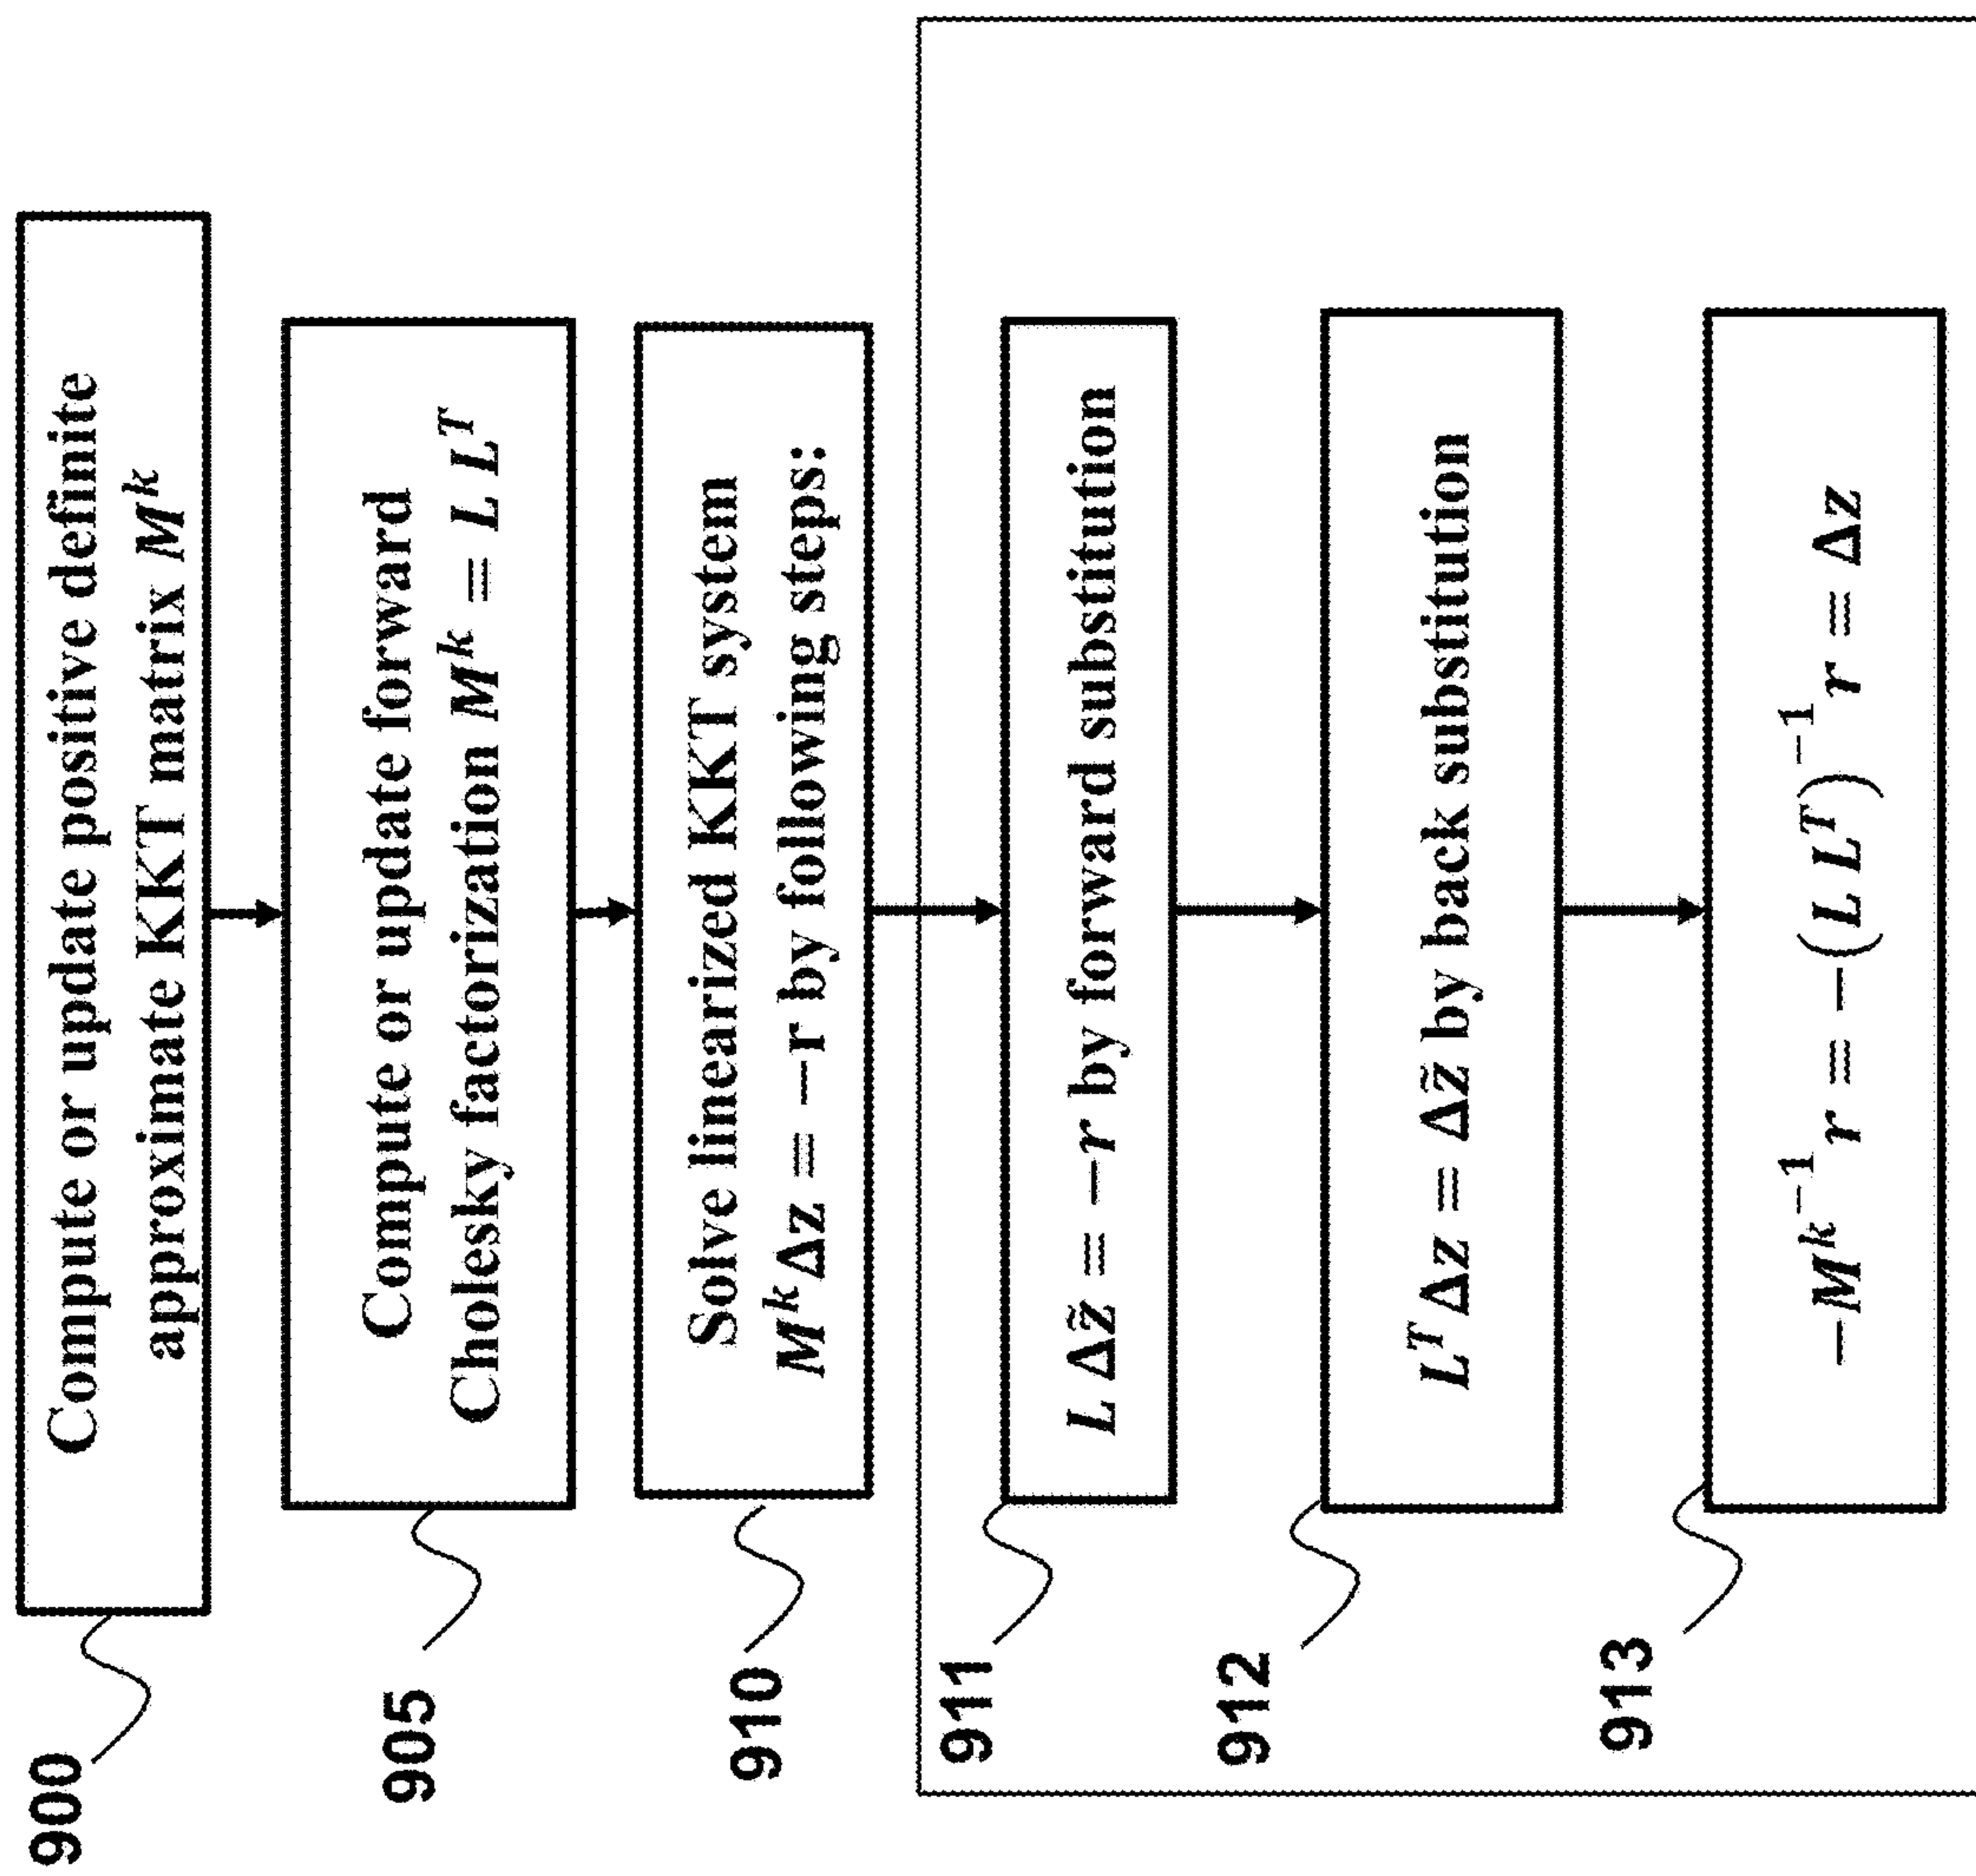 900
Compute or update positive definite
approximate KKT matrix M^k
905
Compute or update forward
Cholesky factorization M^k = L L^T
910
Solve linearized KKT system
M^k Δz = −r by following steps:
911
L Δz̃ = −r by forward substitution
912
L^T Δz = Δz̃ by back substitution
913
−M^k^−1 r = −(L L^T)^−1 r = Δz